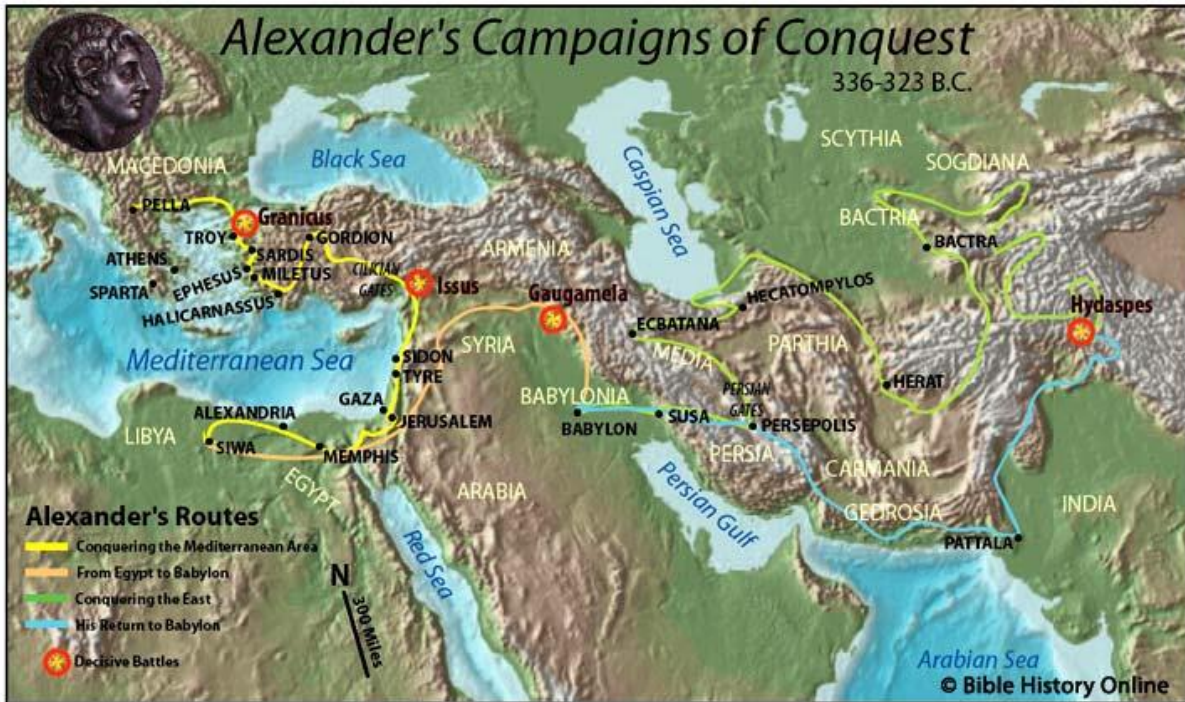 Alexander's Campaigns of Conquest
336-323 B.C.
SCYTHIA
SOGDIANA
MACEDONIA
Black Sea
Caspian Sea
PELLA
Granicus
BACTRIA
TROY
GORDION
BACTRA
ATHENS
SARDIS
ARMENIA
EPHESUS
MILETUS
CILICIAN
GATES
SPARTA
Issus
HALICARNASSUS
Gaugamela
HECATOMPYLOS
Hydaspes
ECBATANA
Mediterranean Sea
SYRIA
MEDIA
PARTHIA
SIDON
TYRE
HERAT
PERSIAN
GATES
GAZA
BABYLONIA
ALEXANDRIA
JERUSALEM
SUSA
BABYLON
PERSEPOLIS
LIBYA
SIWA
MEMPHIS
PERSIA
CARMANIA
EGYPT
ARABIA
INDIA
Persian Gulf
GEDROSIA
PATTALA
Red Sea
Alexander's Routes
Conquering the Mediterranean Area
From Egypt to Babylon
Conquering the East
His Return to Babylon
Decisive Battles
N
300 Miles
Arabian Sea
© Bible History Online